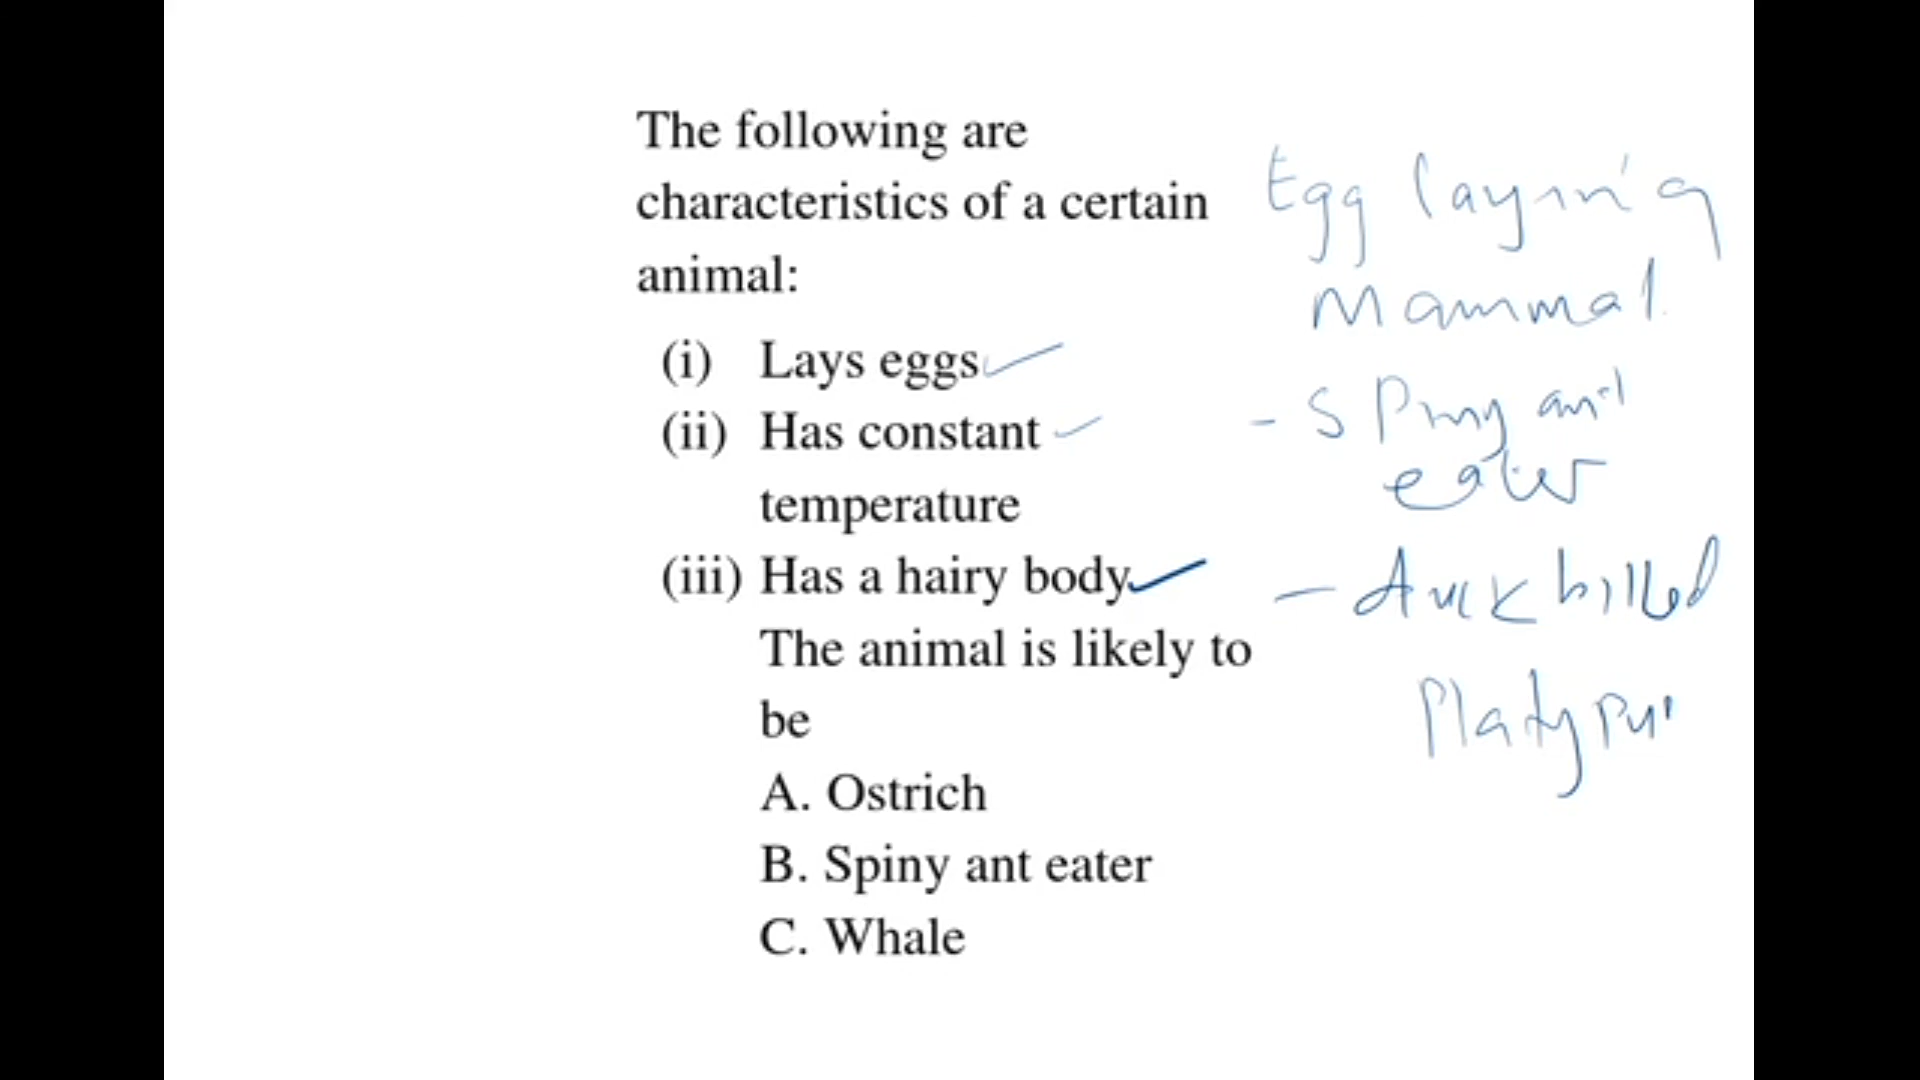 The following are
characteristics of a certain
animal:
(i) Lays eggs
(ii) Has constant
temperature
(iii) Has a hairy body
The animal is likely to
be
A. Ostrich
B. Spiny ant eater
C. Whale
Egg laying
Mammal
- Spiny ant
eater
- duck billed
Platypus